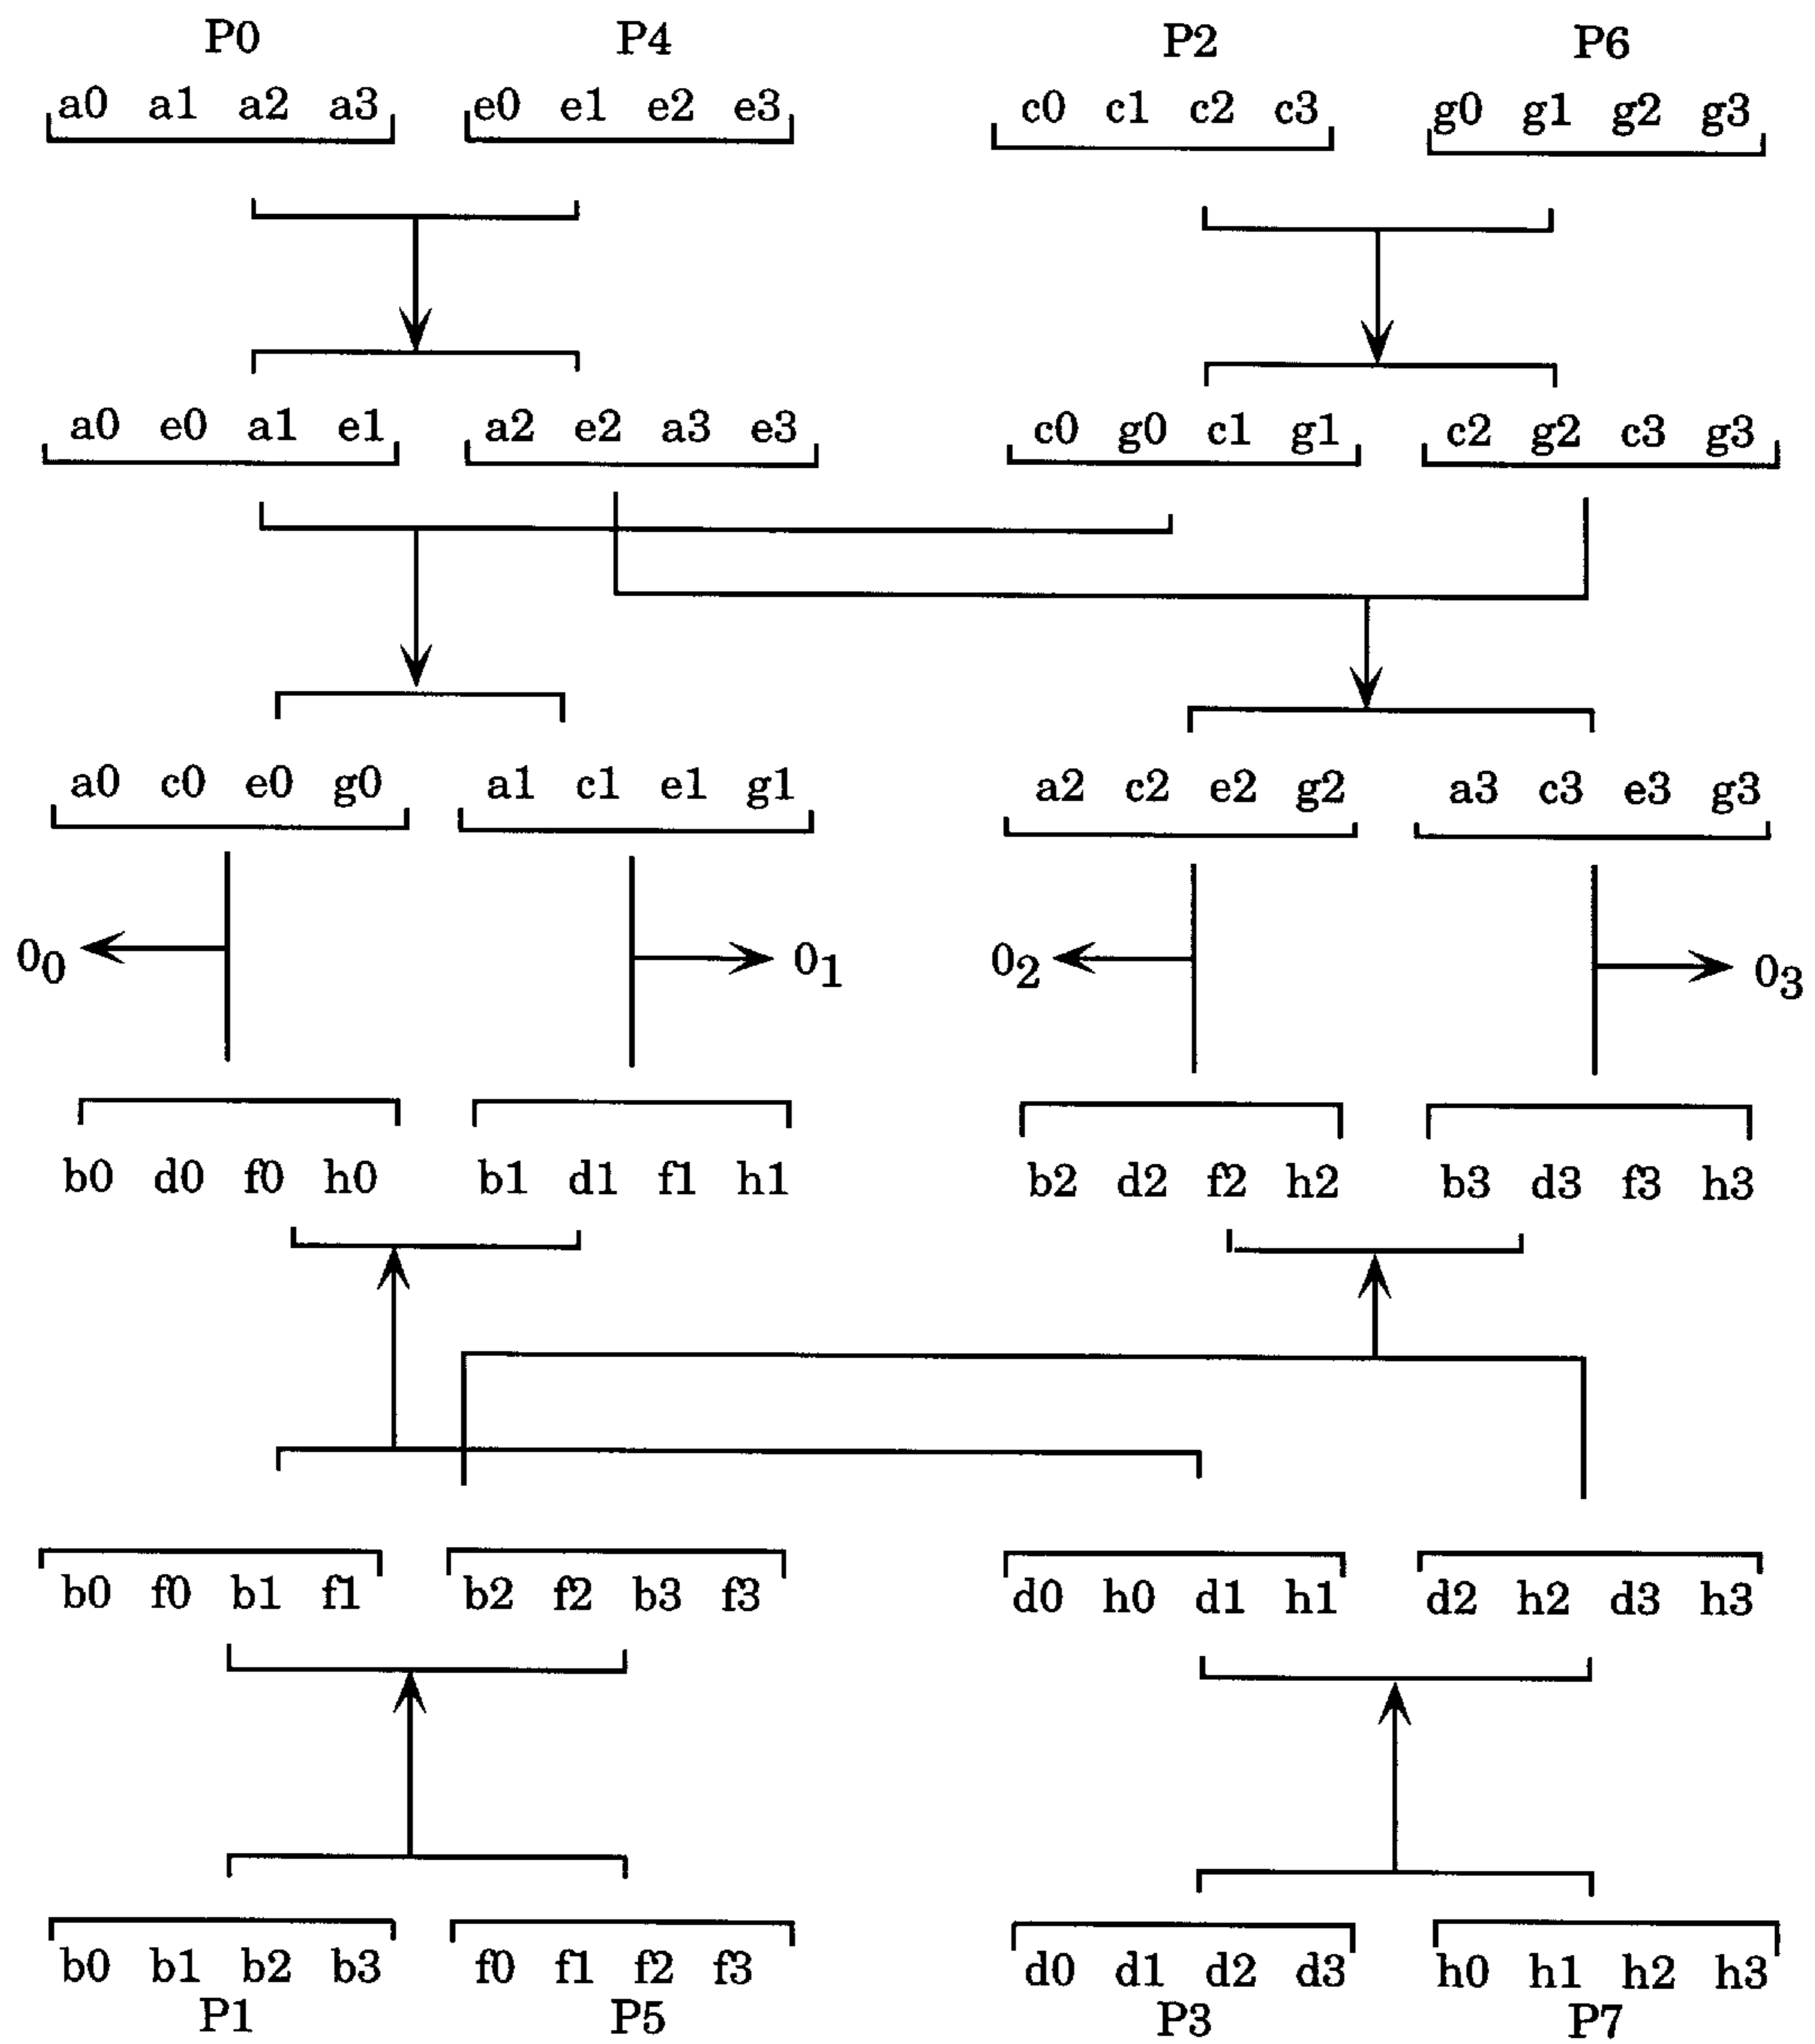 P0 P4 P2 P6
a0 a1 a2 a3 e0 e1 e2 e3 c0 c1 c2 c3 g0 g1 g2 g3
a0 e0 a1 e1 a2 e2 a3 e3 c0 g0 c1 g1 c2 g2 c3 g3
a0 c0 e0 g0 a1 c1 e1 g1 a2 c2 e2 g2 a3 c3 e3 g3
0₀ 0₁ 0₂ 0₃
b0 d0 f0 h0 b1 d1 f1 h1 b2 d2 f2 h2 b3 d3 f3 h3
b0 f0 b1 f1 b2 f2 b3 f3 d0 h0 d1 h1 d2 h2 d3 h3
b0 b1 b2 b3 f0 f1 f2 f3 d0 d1 d2 d3 h0 h1 h2 h3
P1 P5 P3 P7